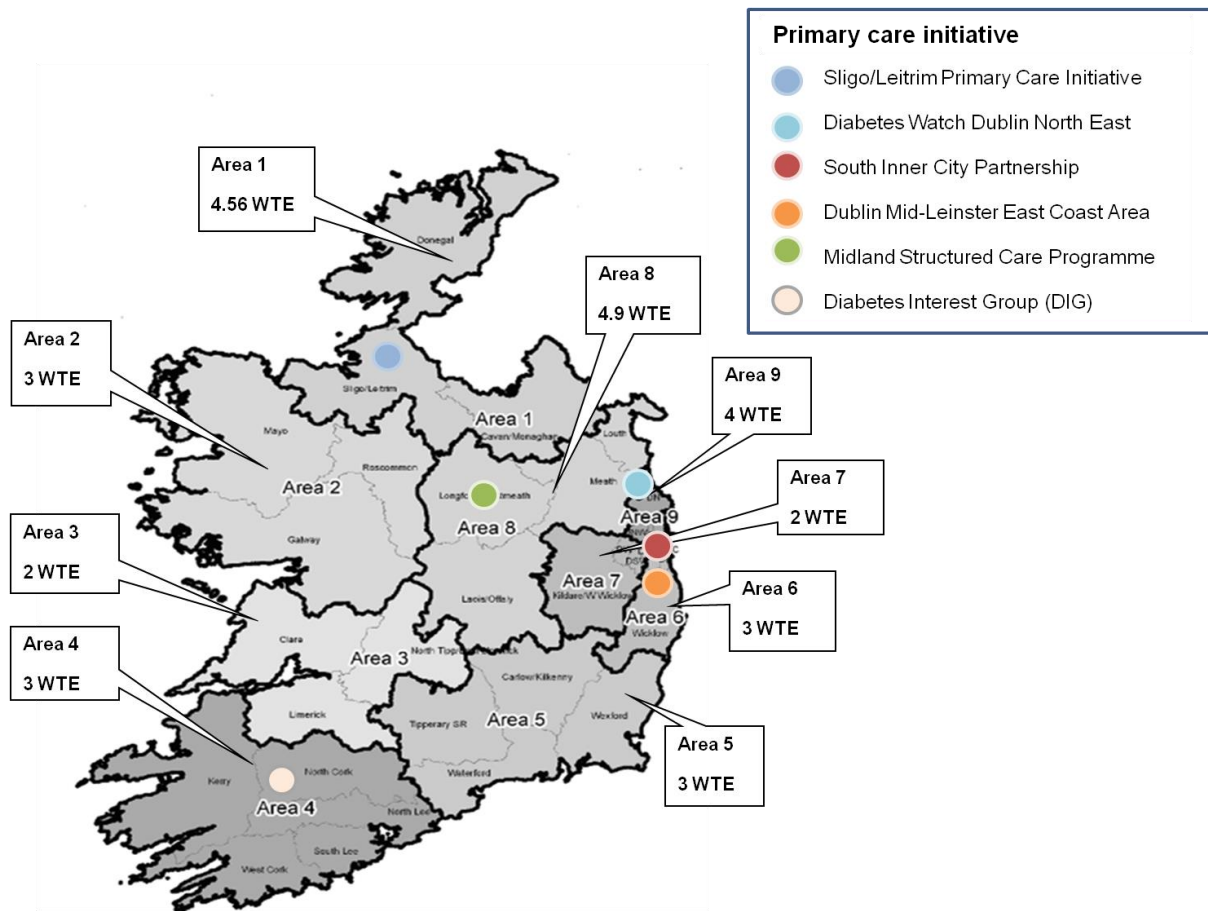 Primary care initiative
Sligo/Leitrim Primary Care Initiative
Diabetes Watch Dublin North East
South Inner City Partnership
Dublin Mid-Leinster East Coast Area
Midland Structured Care Programme
Diabetes Interest Group (DIG)
Area 1
4.56 WTE
Donegal
Area 8
4.9 WTE
Area 2
3 WTE
Area 9
4 WTE
Sligo/Leitrim
Area 1
Cavan/Monaghan
Louth
Mayo
Roscommon
Meath
Area 7
2 WTE
Area 2
Area 8
Area 9
Area 3
2 WTE
Galway
Laois/Offaly
Area 7
Kildare/W Wicklow
Area 6
Wicklow
Area 6
3 WTE
Clare
Area 3
Area 4
3 WTE
Carlow/Kilkenny
Limerick
Tipperary SR
Area 5
Wexford
Area 5
3 WTE
Waterford
Kerry
North Cork
Area 4
North Lee
South Lee
West Cork